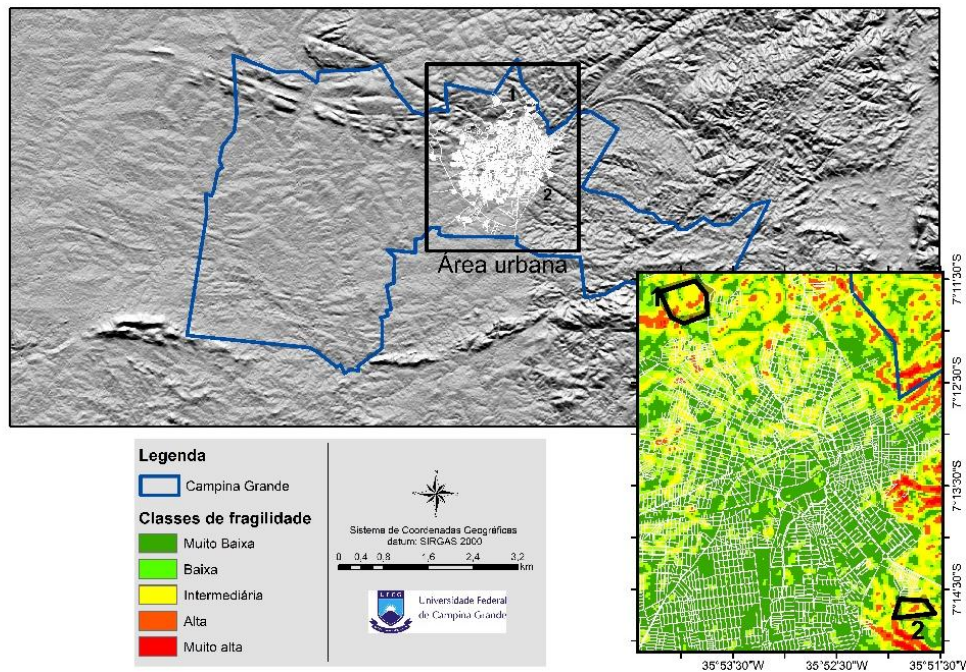 1
2
Área urbana
1
2
7°11'30"S
7°12'30"S
7°13'30"S
7°14'30"S
35°53'30"W
35°52'30"W
35°51'30"W
Legenda
Campina Grande
Classes de fragilidade
Muito Baixa
Baixa
Intermediária
Alta
Muito alta
Sistema de Coordenadas Geográficas
datum: SIRGAS 2000
0 0,4 0,8 1,6 2,4 3,2
km
UFCG
Universidade Federal
de Campina Grande